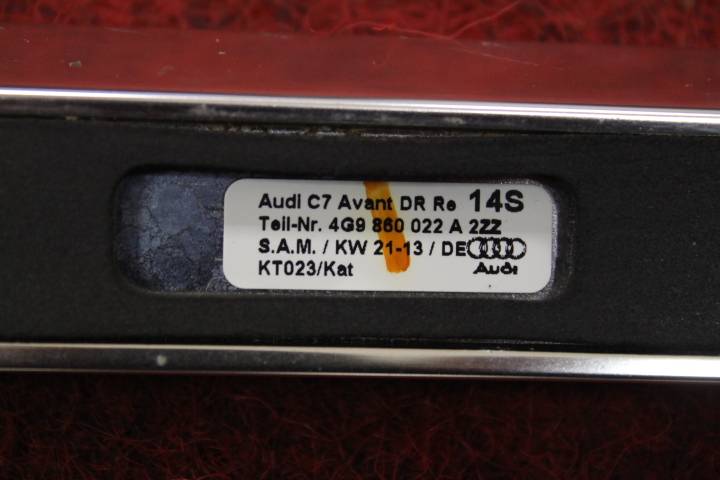 Audi C7 Avant DR Re 14S
Teil-Nr. 4G9 860 022 A 2ZZ
S.A.M. / KW 21-13 / DE
KT023/Kat Audi